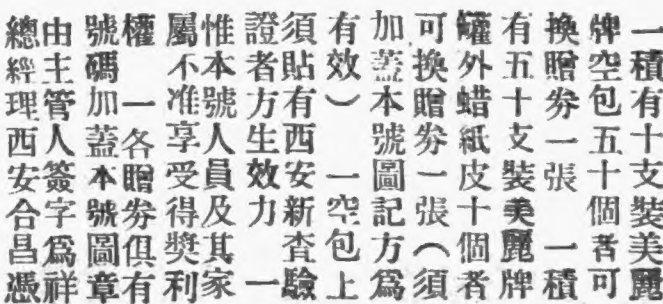 一積有十支裝美麗
牌空包五十個者可
換贈券一張　一積
有五十支裝美麗牌
罐外蜡紙皮十個者
可換贈券一張（須
加蓋本號圖記方爲
有效）　一空包上
須貼有西安新查驗
證者方生效力　一
惟本號人員及其家
屬不准享受得獎利
權　一各贈券俱有
號碼加蓋本號圖章
由主管人簽字爲祥
總經理西安合昌憑